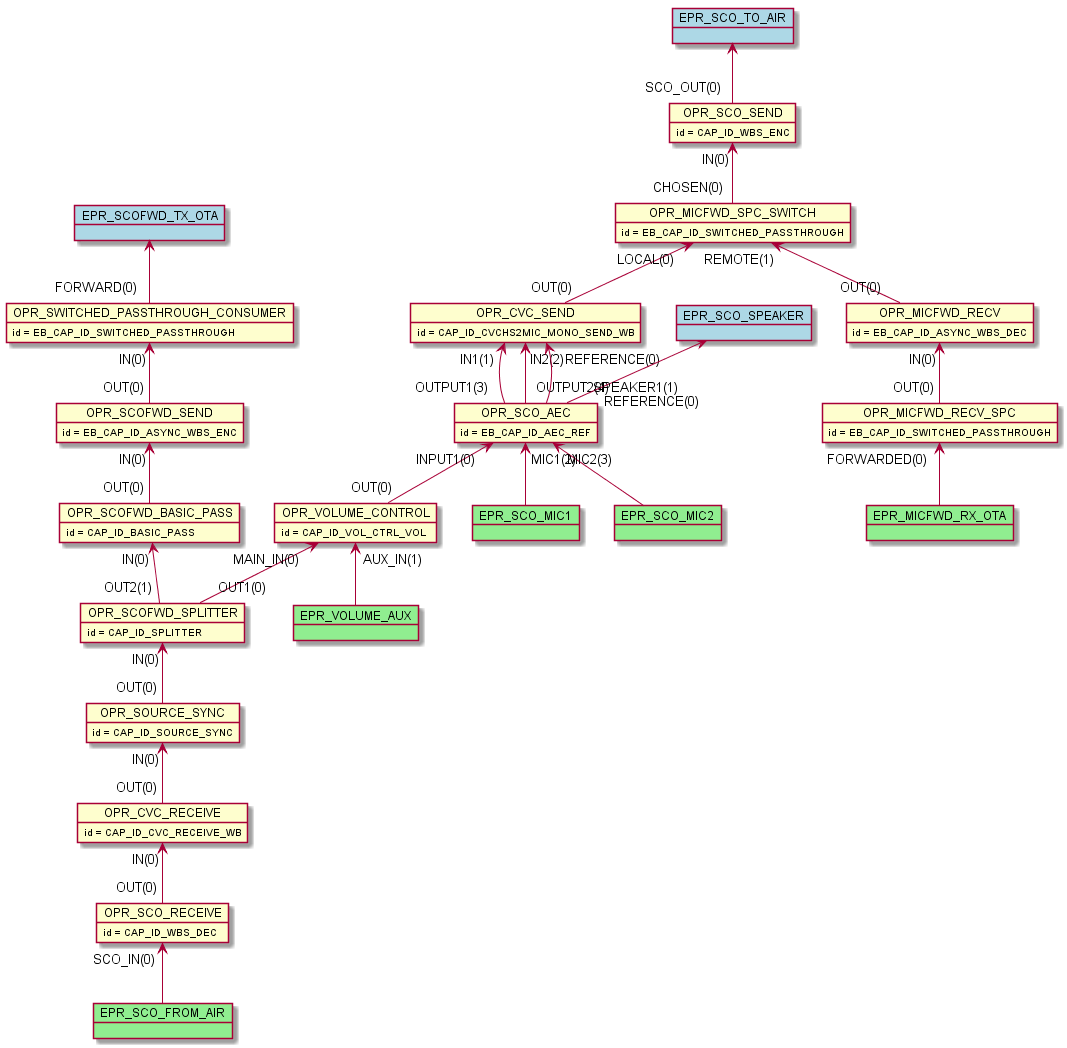 EPR_SCO_TO_AIR
SCO_OUT(0)
OPR_SCO_SEND
id = CAP_ID_WBS_ENC
IN(0)
CHOSEN(0)
OPR_MICFWD_SPC_SWITCH
id = EB_CAP_ID_SWITCHED_PASSTHROUGH
LOCAL(0)
REMOTE(1)
EPR_SCOFWD_TX_OTA
FORWARD(0)
OUT(0)
OUT(0)
OPR_SWITCHED_PASSTHROUGH_CONSUMER
id = EB_CAP_ID_SWITCHED_PASSTHROUGH
OPR_CVC_SEND
id = CAP_ID_CVCHS2MIC_MONO_SEND_WB
EPR_SCO_SPEAKER
OPR_MICFWD_RECV
id = EB_CAP_ID_ASYNC_WBS_DEC
IN(0)
IN1(1)
IN2(2)
REFERENCE(0)
IN(0)
OUT(0)
OUTPUT1(3)
OUTPUT2(4)
SPEAKER1(1)
REFERENCE(0)
OUT(0)
OPR_SCOFWD_SEND
id = EB_CAP_ID_ASYNC_WBS_ENC
OPR_SCO_AEC
id = EB_CAP_ID_AEC_REF
OPR_MICFWD_RECV_SPC
id = EB_CAP_ID_SWITCHED_PASSTHROUGH
IN(0)
INPUT1(0)
MIC1(2)
MIC2(3)
FORWARDED(0)
OUT(0)
OUT(0)
OPR_SCOFWD_BASIC_PASS
id = CAP_ID_BASIC_PASS
OPR_VOLUME_CONTROL
id = CAP_ID_VOL_CTRL_VOL
EPR_SCO_MIC1
EPR_SCO_MIC2
EPR_MICFWD_RX_OTA
IN(0)
MAIN_IN(0)
AUX_IN(1)
OUT2(1)
OUT1(0)
OPR_SCOFWD_SPLITTER
id = CAP_ID_SPLITTER
EPR_VOLUME_AUX
IN(0)
OUT(0)
OPR_SOURCE_SYNC
id = CAP_ID_SOURCE_SYNC
IN(0)
OUT(0)
OPR_CVC_RECEIVE
id = CAP_ID_CVC_RECEIVE_WB
IN(0)
OUT(0)
OPR_SCO_RECEIVE
id = CAP_ID_WBS_DEC
SCO_IN(0)
EPR_SCO_FROM_AIR